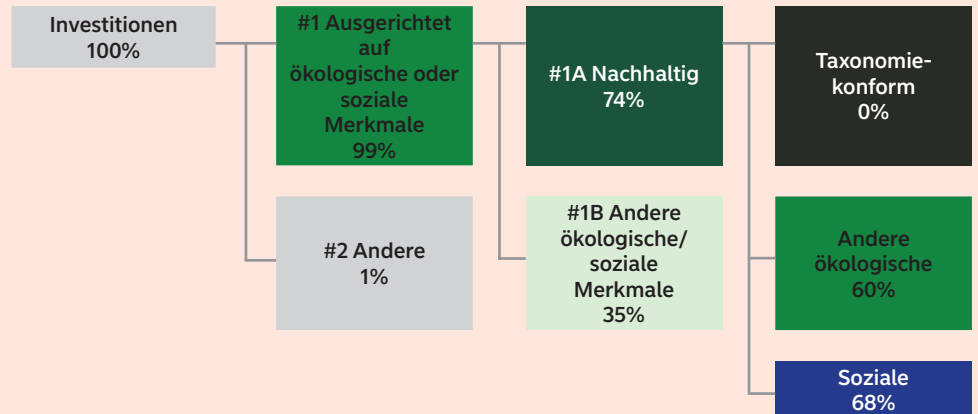 Investitionen
100%
#1 Ausgerichtet
auf
ökologische oder
soziale
Merkmale
99%
#2 Andere
1%
#1A Nachhaltig
74%
#1B Andere
ökologische/
soziale
Merkmale
35%
Taxonomie-
konform
0%
Andere
ökologische
60%
Soziale
68%